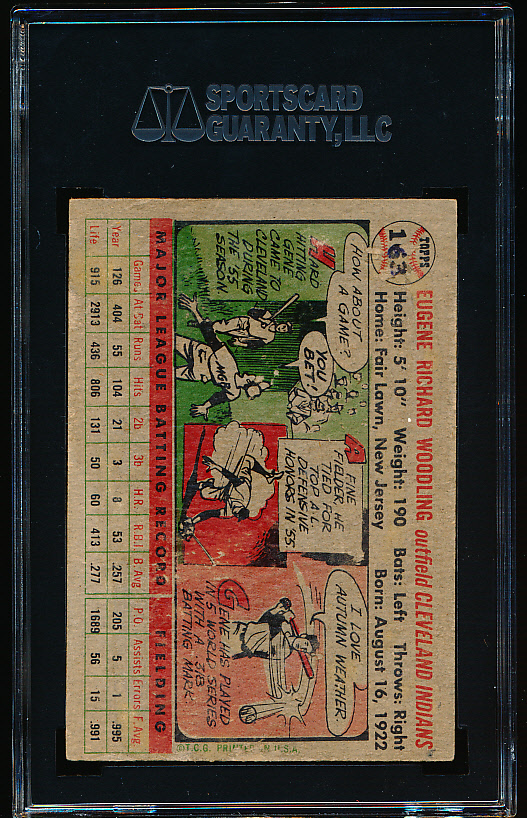 SPORTSCARD
GUARANTY, LLC
TOPPS
163
EUGENE RICHARD WOODLING outfield CLEVELAND INDIANS
Height: 5' 10" Weight: 190 Bats: Left Throws: Right
Home: Fair Lawn, New Jersey Born: August 16, 1922
HOW ABOUT
A GAME?
YOU
BET!
HARD
HITTING
GENE
CAME TO
CLEVELAND
DURING
THE '55
SEASON
A FINE
FIELDER, HE
TIED FOR
TOP A.L.
DEFENSIVE
HONORS IN '55.
I LOVE
AUTUMN WEATHER
GENE HAS PLAYED
IN 5 WORLD SERIES
WITH A .318
BATTING MARK.
MAJOR LEAGUE BATTING RECORD FIELDING
Games At Bat Runs Hits 2b 3b H.R. R.B.I. B. Avg. P.O. Assists Errors F. Avg.
Year 126 404 55 104 21 3 8 53 .257 205 5 1 .995
Life 915 2913 436 806 131 50 60 413 .277 1689 56 15 .991
©T.C.G. PRINTED IN U.S.A.